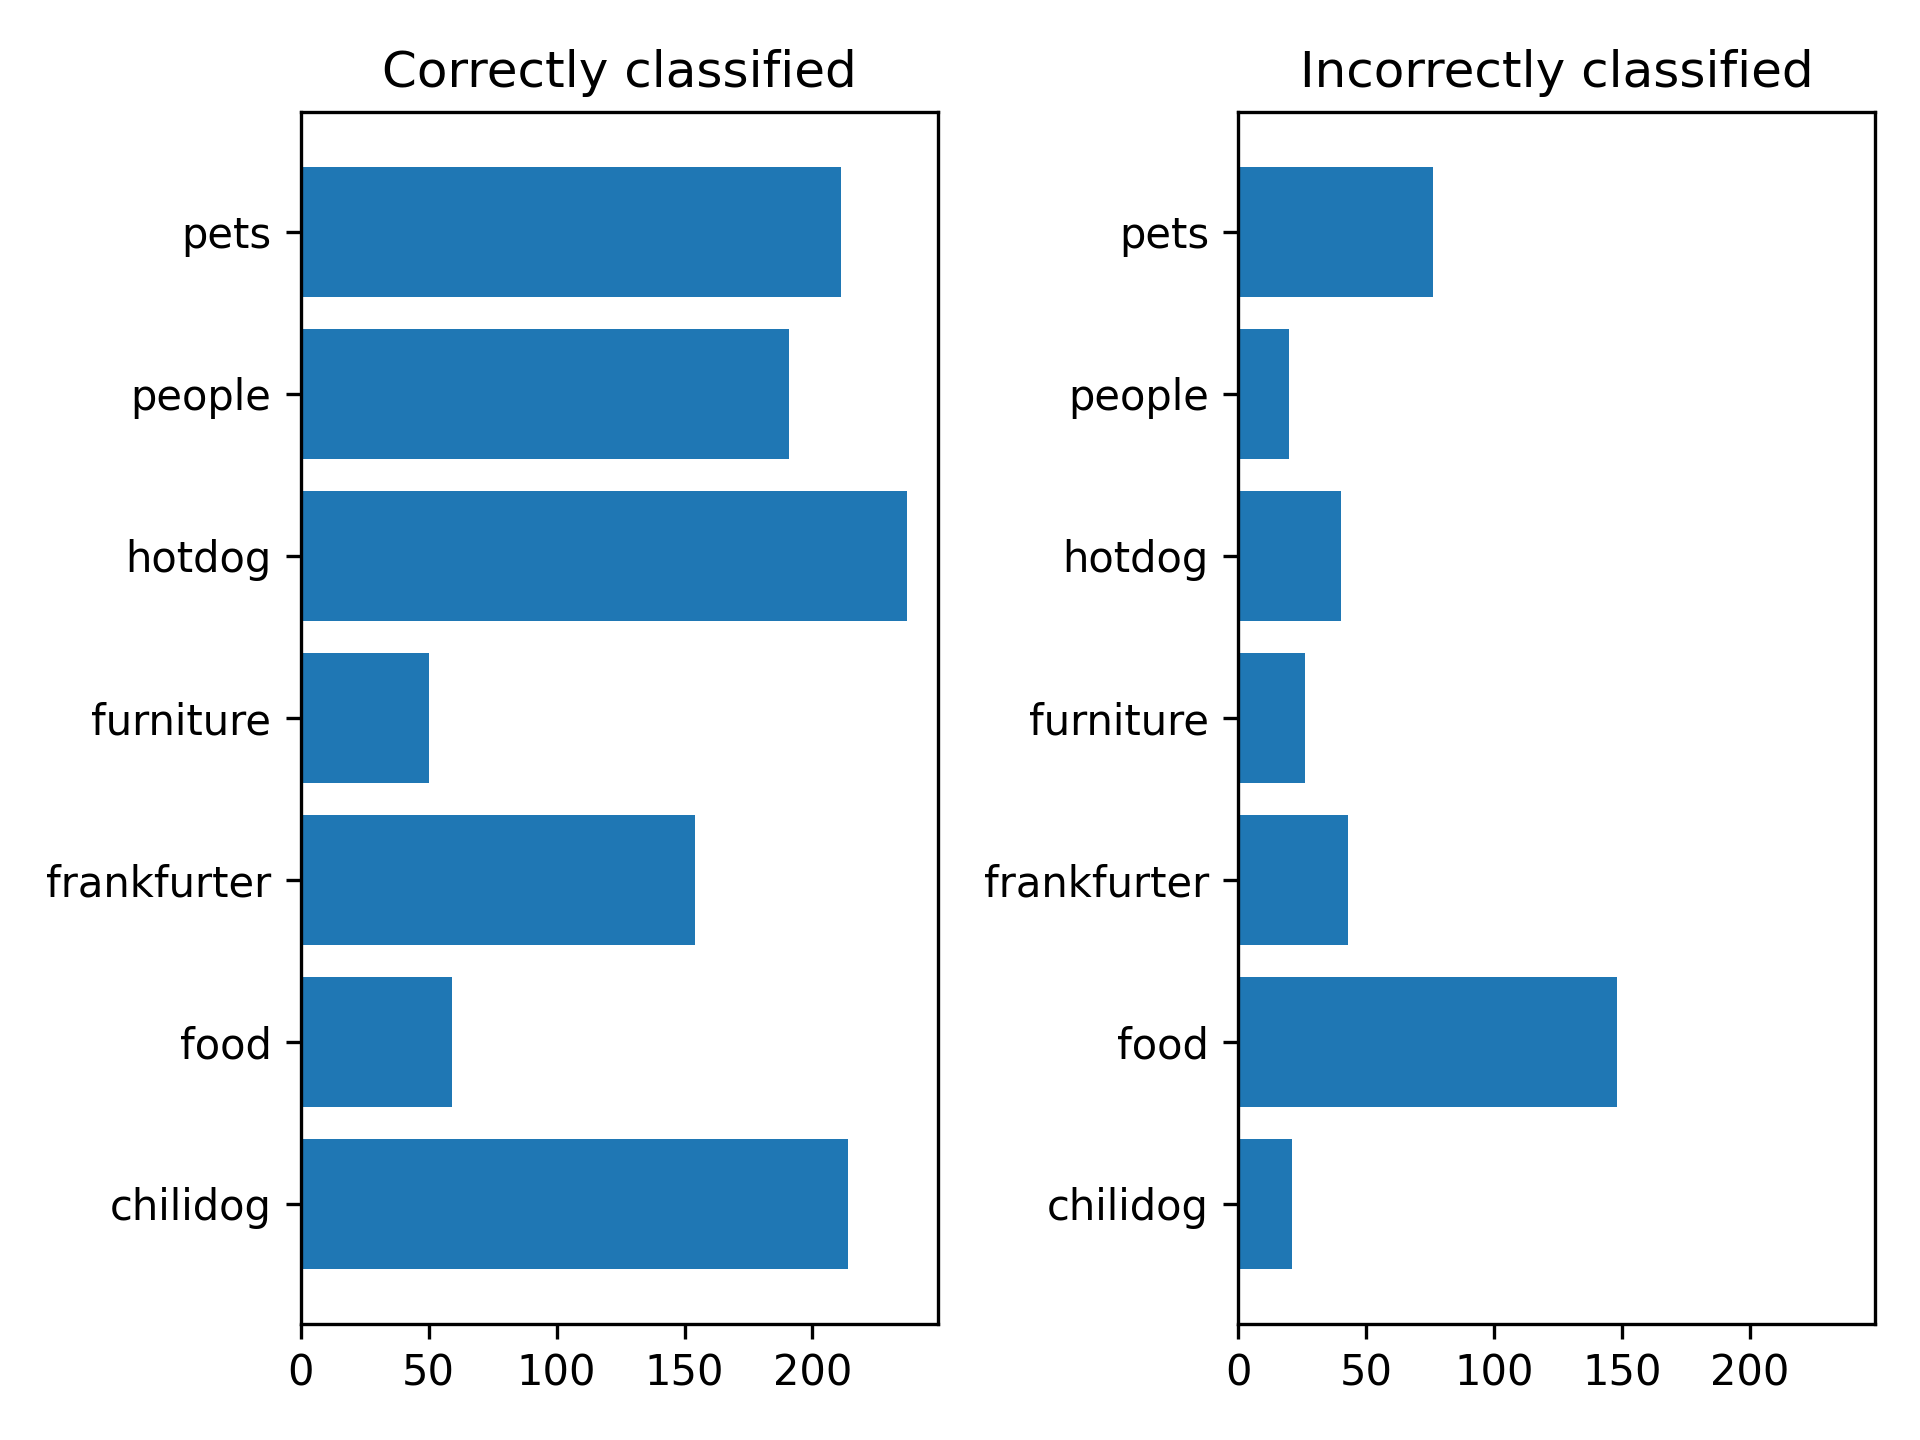 Correctly classified
pets
people
hotdog
furniture
frankfurter
food
chilidog
0 50 100 150 200
Incorrectly classified
pets
people
hotdog
furniture
frankfurter
food
chilidog
0 50 100 150 200